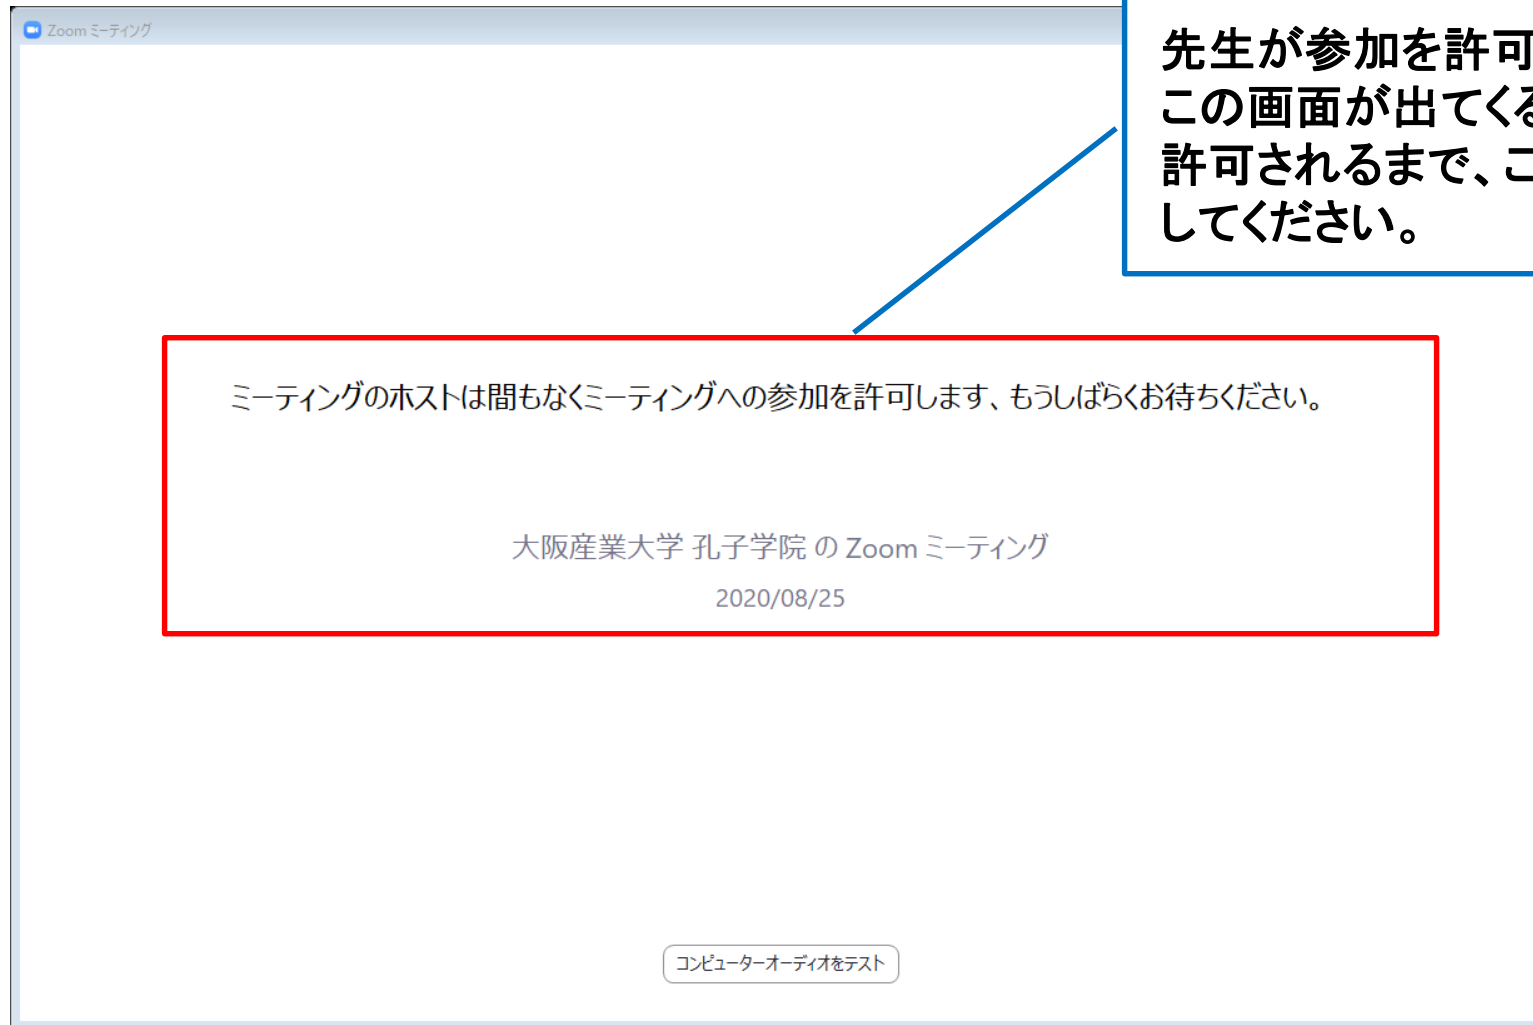 Zoom ミーティング
先生が参加を許可
この画面が出てくる
許可されるまで、こ
してください。
ミーティングのホストは間もなくミーティングへの参加を許可します、もうしばらくお待ちください。
大阪産業大学 孔子学院 の Zoom ミーティング
2020/08/25
コンピューターオーディオをテスト